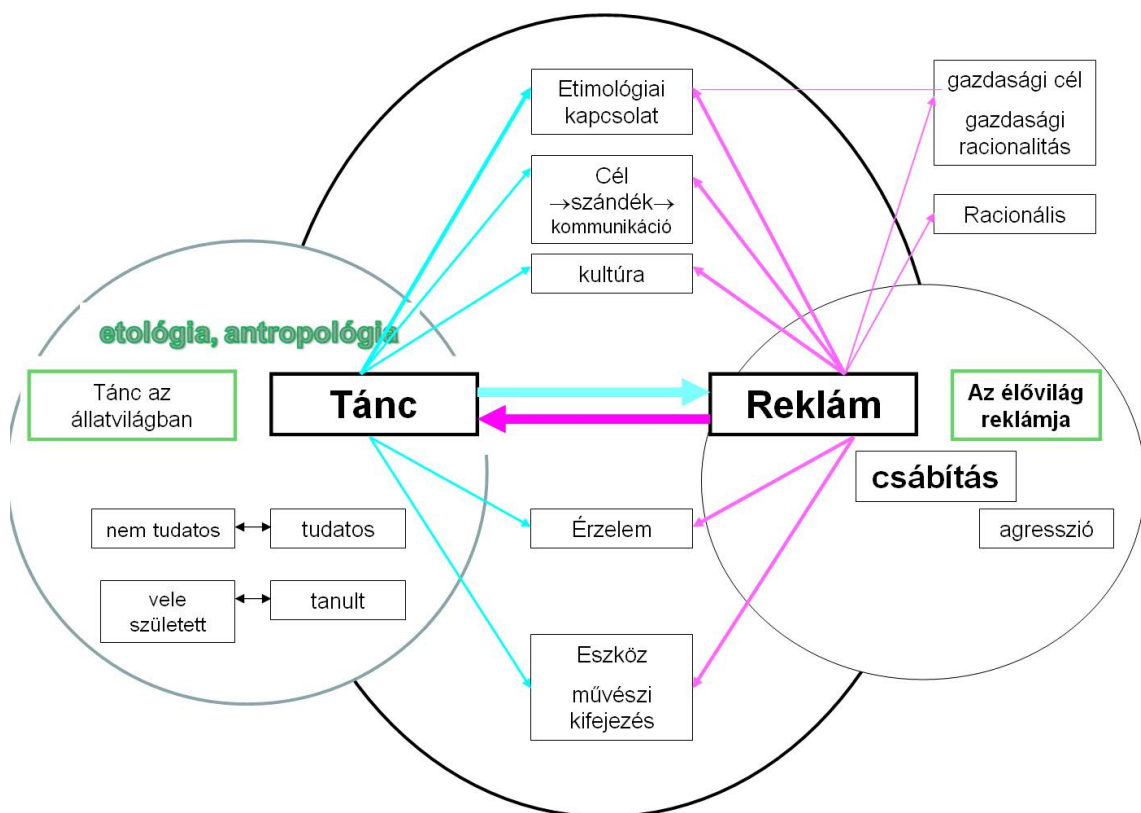 Etimológiai
kapcsolat
gazdasági cél
gazdasági
racionalitás
Cél
→szándék→
kommunikáció
Racionális
kultúra
etológia, antropológia
Tánc az
állatvilágban
Tánc
Reklám
Az élővilág
reklámja
csábítás
nem tudatos
tudatos
Érzelem
agresszió
vele
született
tanult
Eszköz
művészi
kifejezés